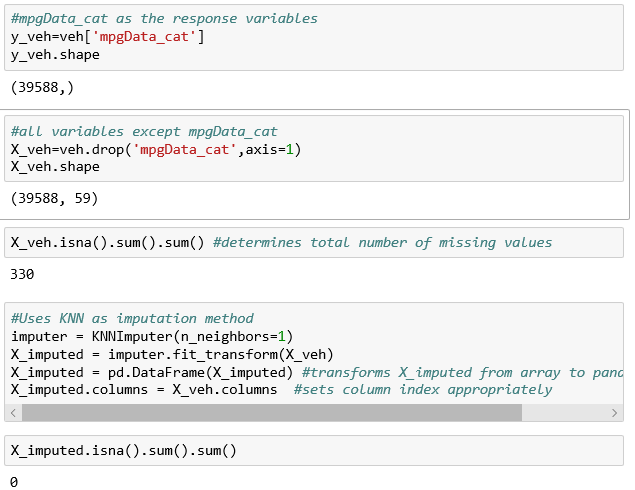 #mpgData_cat as the response variables
y_veh=veh['mpgData_cat']
y_veh.shape
(39588,)
#all variables except mpgData_cat
X_veh=veh.drop('mpgData_cat',axis=1)
X_veh.shape
(39588, 59)
X_veh.isna().sum().sum() #determines total number of missing values
330
#Uses KNN as imputation method
imputer = KNNImputer(n_neighbors=1)
X_imputed = imputer.fit_transform(X_veh)
X_imputed = pd.DataFrame(X_imputed) #transforms X_imputed from array to pand
X_imputed.columns = X_veh.columns  #sets column index appropriately
X_imputed.isna().sum().sum()
0